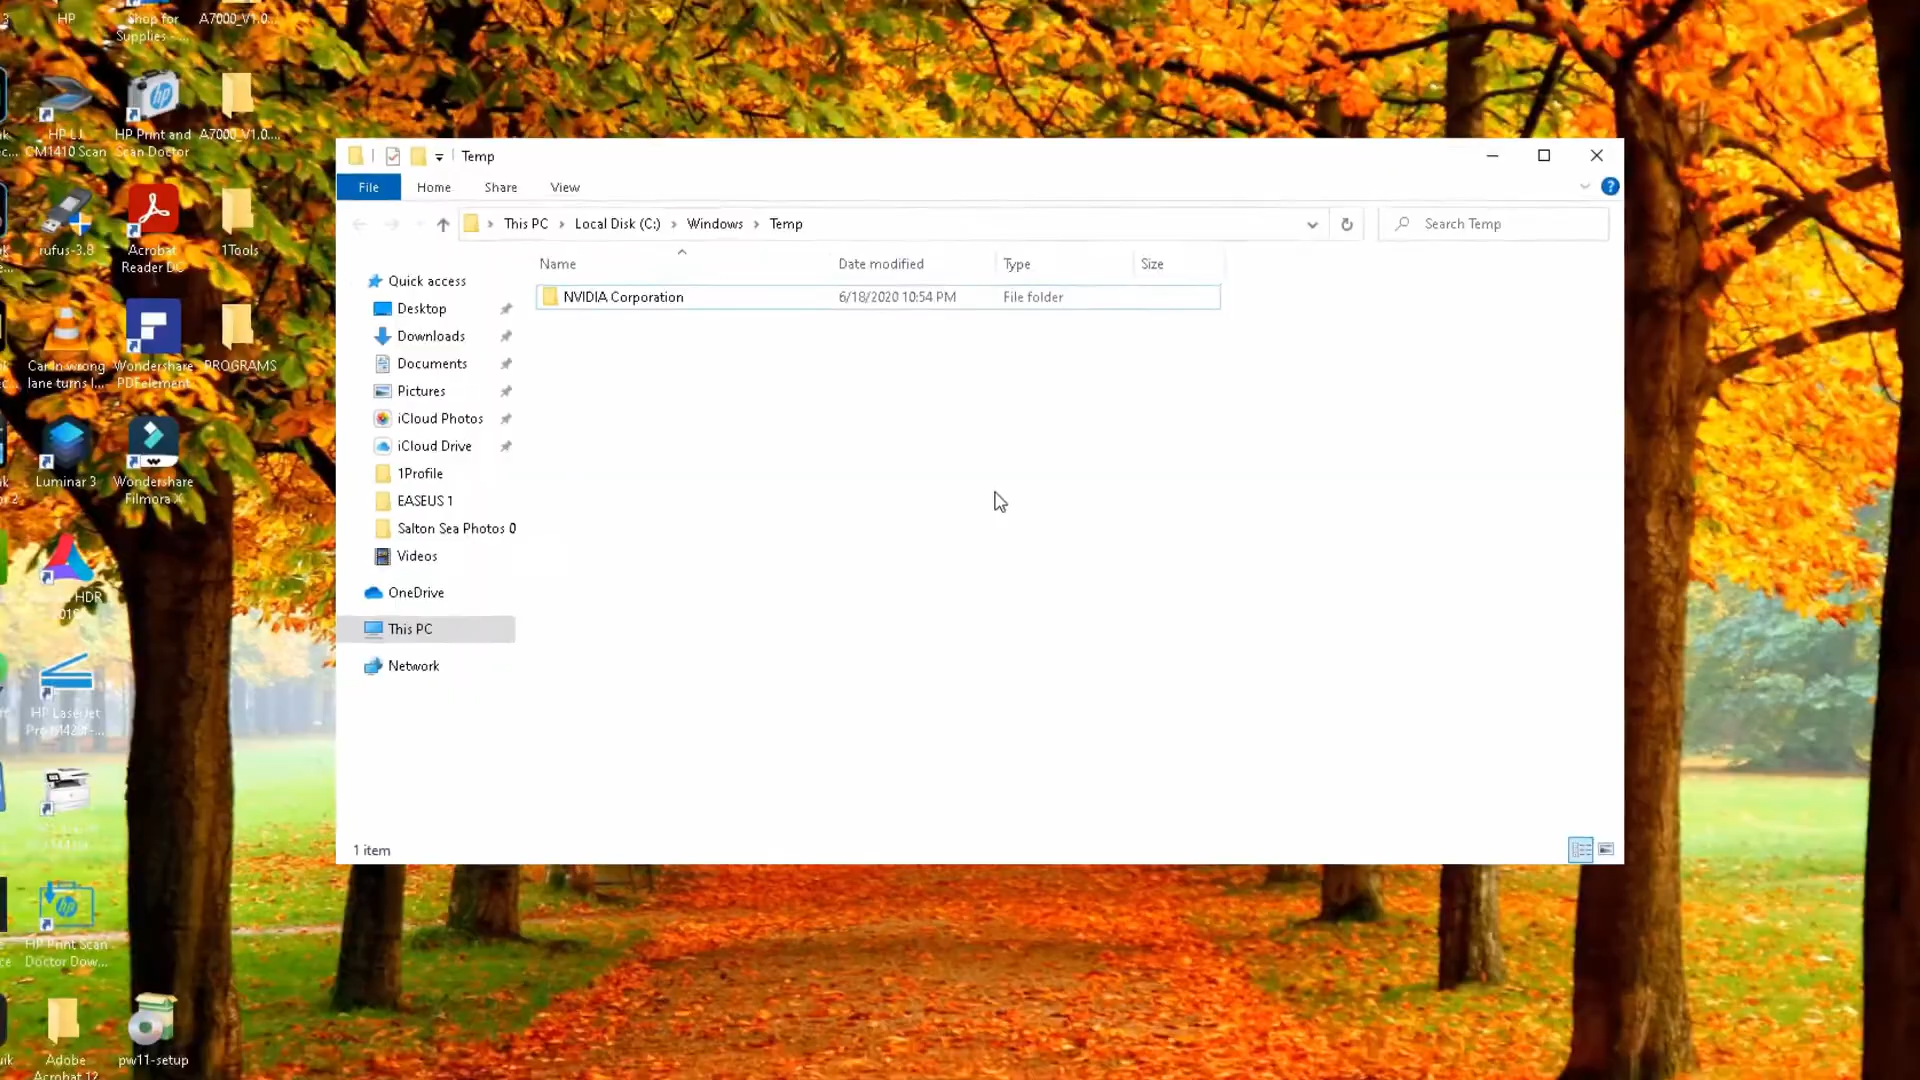 HP
Shop for
Supplies - ...
A7000_V1.0...
HP LJ
CM1410 Scan
HP Print and
Scan Doctor
A7000_V1.0....
rufus-3.8
Acrobat
Reader DC
1Tools
Car in wrong
lane turns l...
Wondershare
PDFelement
PROGRAMS
Luminar 3
Wondershare
Filmora X
HDR
HP LaserJet
HP Print Scan
Doctor Dow...
Adobe
Acrobat 12
pw11-setup
Temp
File
Home
Share
View
This PC
Local Disk (C:)
Windows
Temp
Search Temp
Name
Date modified
Type
Size
NVIDIA Corporation
6/18/2020 10:54 PM
File folder
Quick access
Desktop
Downloads
Documents
Pictures
iCloud Photos
iCloud Drive
1Profile
EASEUS 1
Salton Sea Photos 0
Videos
OneDrive
This PC
Network
1 item